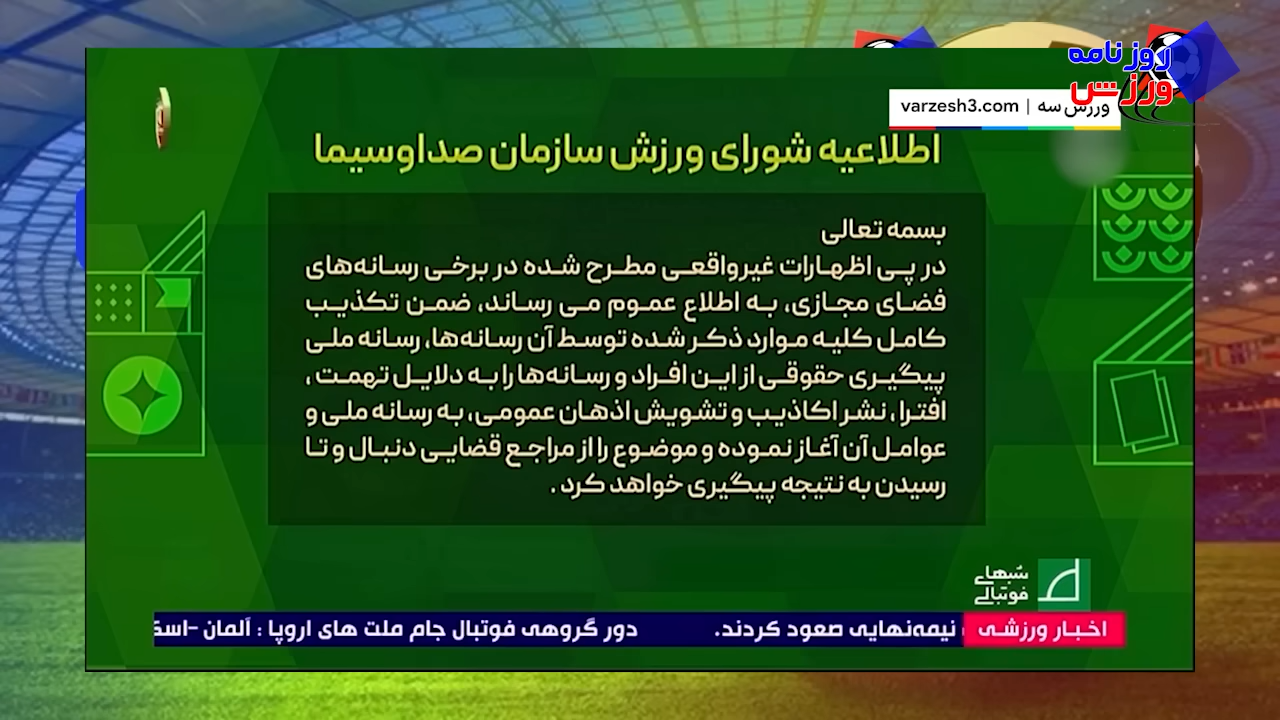 روزنامه
ورزش
ورزش سه | varzesh3.com
اطلاعیه شورای ورزش سازمان صداوسیما
بسمه تعالی
در پی اظهارات غیرواقعی مطرح شده در برخی رسانه‌های
فضای مجازی، به اطلاع عموم می رساند، ضمن تکذیب
کامل کلیه موارد ذکر شده توسط آن رسانه‌ها، رسانه ملی
پیگیری حقوقی از این افراد و رسانه‌ها را به دلایل تهمت ،
افترا ، نشر اکاذیب و تشویش اذهان عمومی، به رسانه ملی و
عوامل آن آغاز نموده و موضوع را از مراجع قضایی دنبال و تا
رسیدن به نتیجه پیگیری خواهد کرد .
شبهای
فوتبالی
اخبار ورزشی
نیمه‌نهایی صعود کردند. دور گروهی فوتبال جام ملت های اروپا : آلمان -